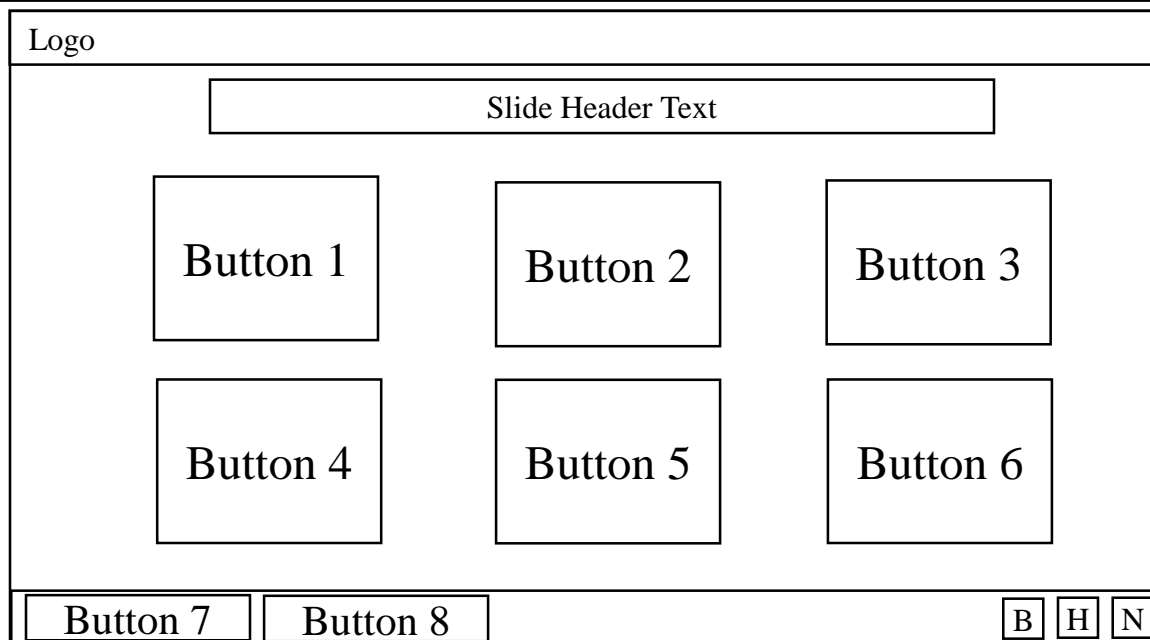 Logo
Slide Header Text
Button 1
Button 2
Button 3
Button 4
Button 5
Button 6
Button 7
Button 8
B
H
N